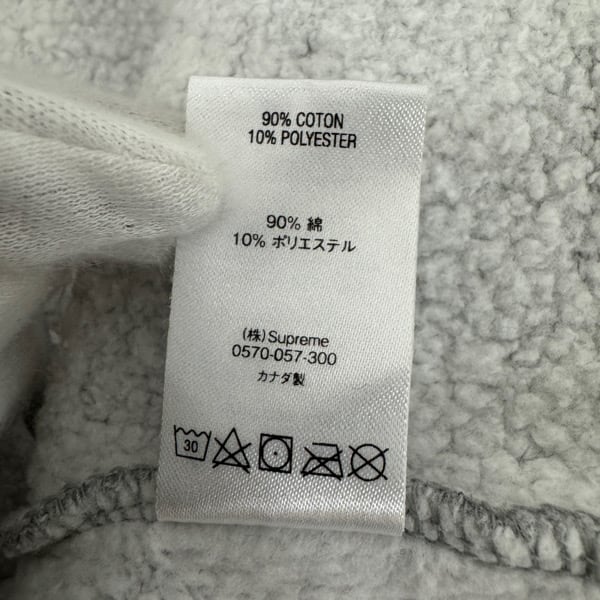 90% COTON
10% POLYESTER
90% 綿
10% ポリエステル
(株) Supreme
0570-057-300
カナダ製
30